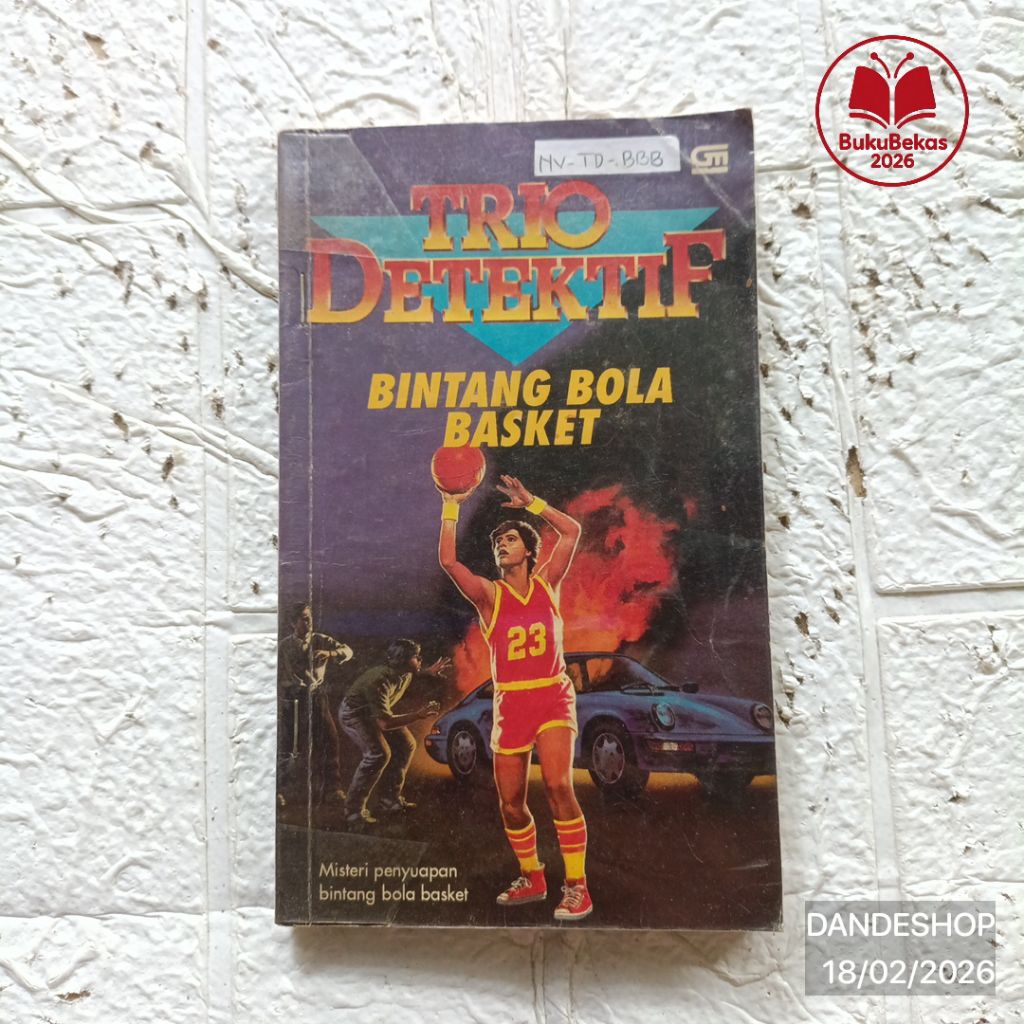 BukuBekas
2026
NV-TD-.BBB
GM
TRIO
DETEKTIF
BINTANG BOLA
BASKET
23
Misteri penyuapan
bintang bola basket
DANDESHOP
18/02/2026